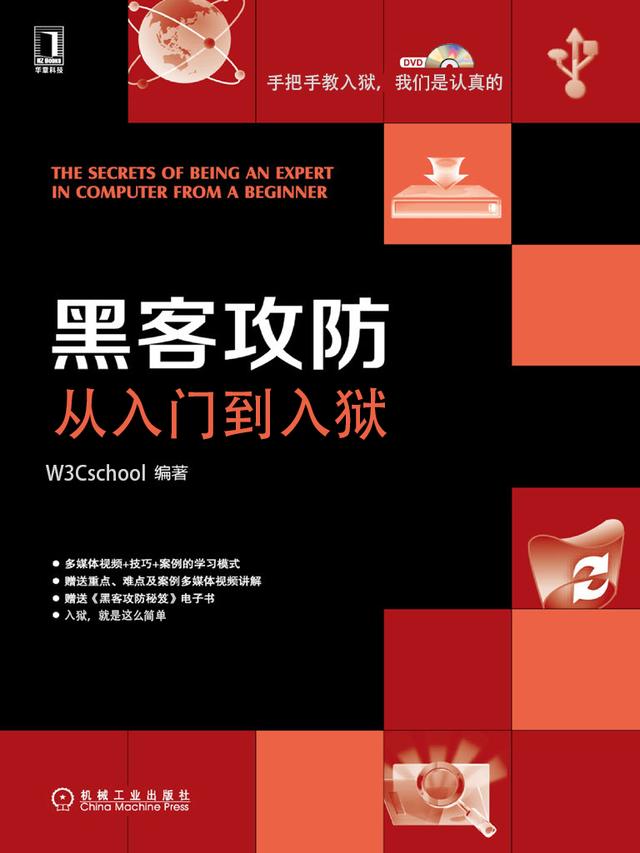 HZ Books
华章科技
DVD
手把手教入狱，我们是认真的
THE SECRETS OF BEING AN EXPERT
IN COMPUTER FROM A BEGINNER
黑客攻防
从入门到入狱
W3Cschool 编著
● 多媒体视频+技巧+案例的学习模式
● 赠送重点、难点及案例多媒体视频讲解
● 赠送《黑客攻防秘笈》电子书
● 入狱，就是这么简单
机械工业出版社
China Machine Press